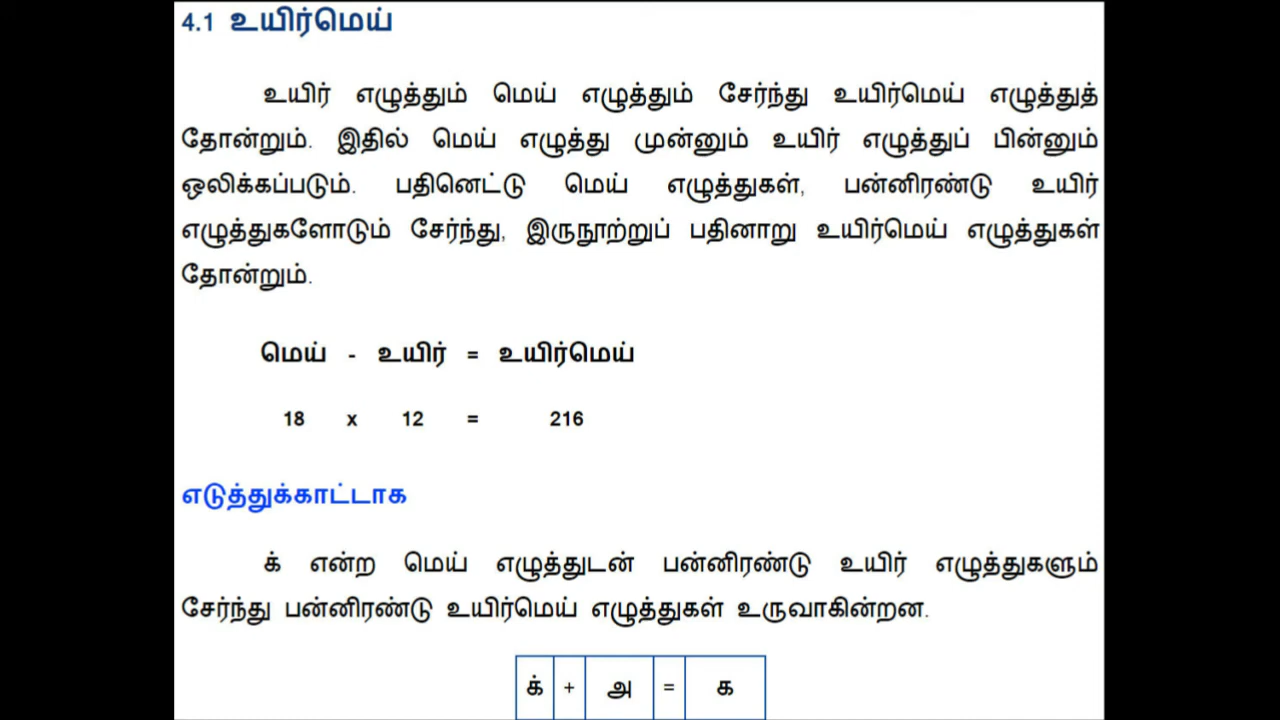 4.1 உயிர்மெய்
உயிர் எழுத்தும் மெய் எழுத்தும் சேர்ந்து உயிர்மெய் எழுத்துத்
தோன்றும். இதில் மெய் எழுத்து முன்னும் உயிர் எழுத்துப் பின்னும்
ஒலிக்கப்படும். பதினெட்டு மெய் எழுத்துகள், பன்னிரண்டு உயிர்
எழுத்துகளோடும் சேர்ந்து, இருநூற்றுப் பதினாறு உயிர்மெய் எழுத்துகள்
தோன்றும்.
மெய் - உயிர் = உயிர்மெய்
18 x 12 = 216
எடுத்துக்காட்டாக
க் என்ற மெய் எழுத்துடன் பன்னிரண்டு உயிர் எழுத்துகளும்
சேர்ந்து பன்னிரண்டு உயிர்மெய் எழுத்துகள் உருவாகின்றன.
க் + அ = க